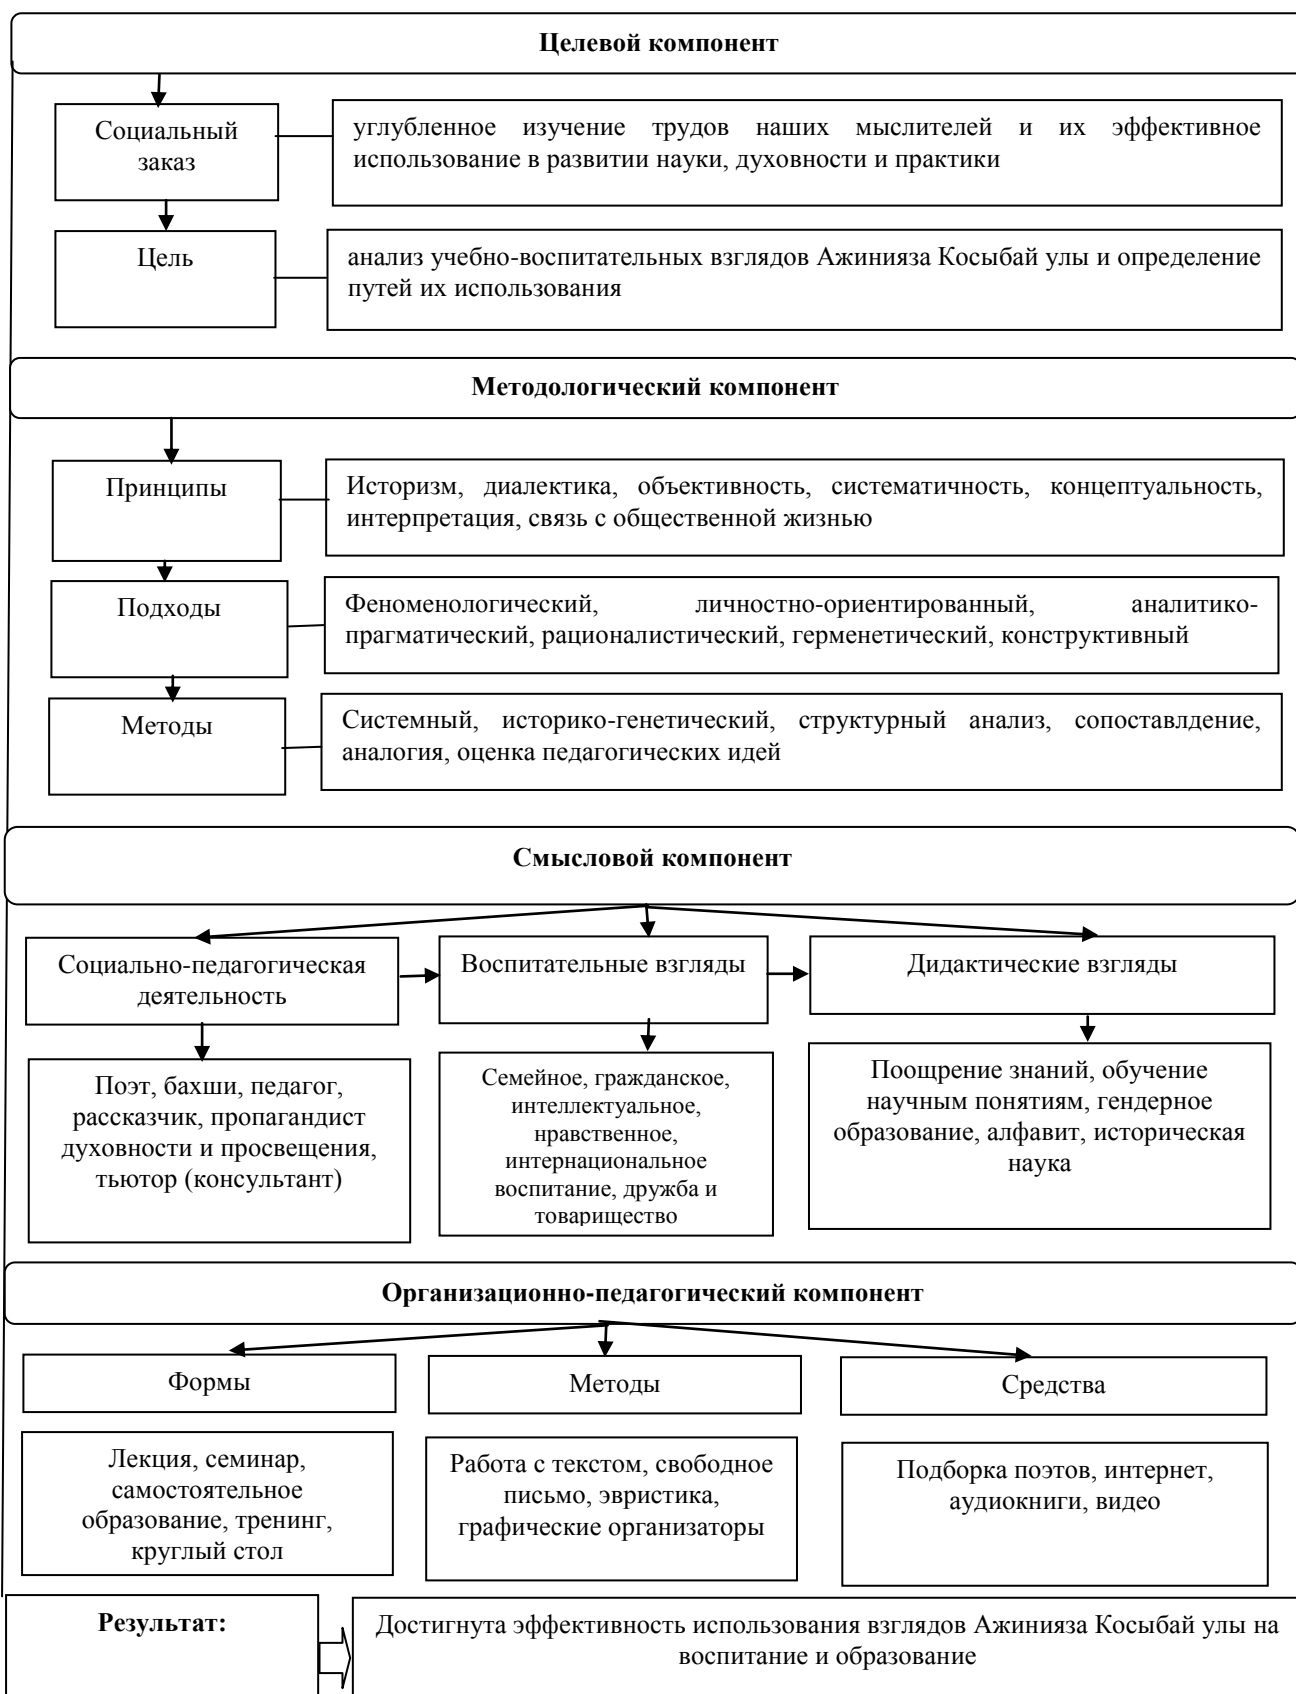 Целевой компонент
Социальный
заказ
углубленное изучение трудов наших мыслителей и их эффективное
использование в развитии науки, духовности и практики
Цель
анализ учебно-воспитательных взглядов Ажинияза Косыбай улы и определение
путей их использования
Методологический компонент
Принципы
Историзм, диалектика, объективность, систематичность, концептуальность,
интерпретация, связь с общественной жизнью
Подходы
Феноменологический, личностно-ориентированный, аналитико-
прагматический, рационалистический, герменетический, конструктивный
Методы
Системный, историко-генетический, структурный анализ, сопоставлдение,
аналогия, оценка педагогических идей
Смысловой компонент
Социально-педагогическая
деятельность
Воспитательные взгляды
Дидактические взгляды
Поэт, бахши, педагог,
рассказчик, пропагандист
духовности и просвещения,
тьютор (консультант)
Семейное, гражданское,
интеллектуальное,
нравственное,
интернациональное
воспитание, дружба и
товарищество
Поощрение знаний, обучение
научным понятиям, гендерное
образование, алфавит, историческая
наука
Организационно-педагогический компонент
Формы
Методы
Средства
Лекция, семинар,
самостоятельное
образование, тренинг,
круглый стол
Работа с текстом, свободное
письмо, эвристика,
графические организаторы
Подборка поэтов, интернет,
аудиокниги, видео
Результат:
Достигнута эффективность использования взглядов Ажинияза Косыбай улы на
воспитание и образование